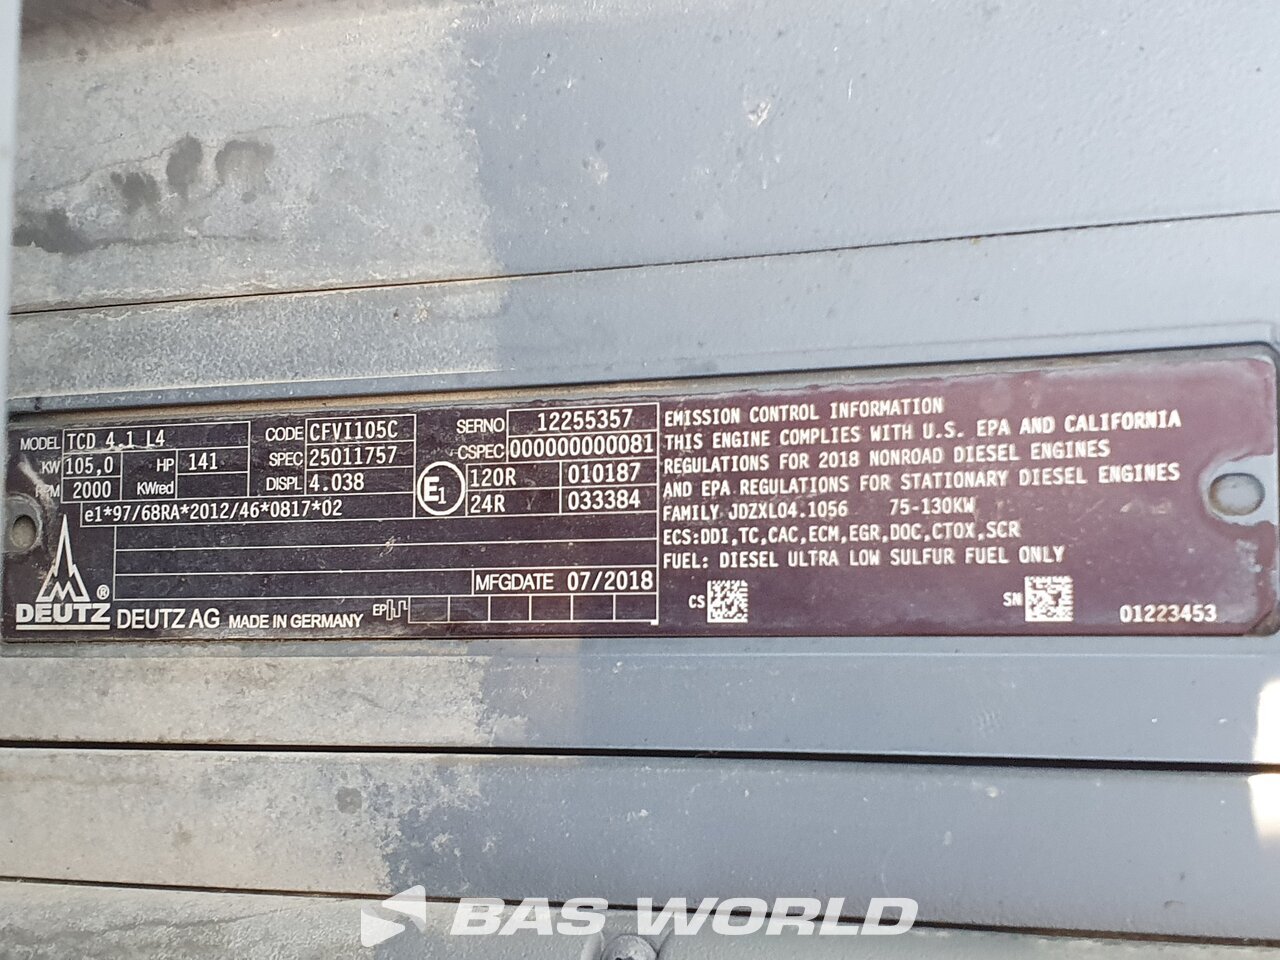 MODEL TCD 4.1 L4
KW 105,0 HP 141
RPM 2000 KWred
CODE CFVI105C
SPEC 25011757
DISPL 4.038
e1*97/68RA*2012/46*0817*02
SERNO 12255357
CSPEC 000000000081
E1 120R 010187
24R 033384
MFGDATE 07/2018
DEUTZ ® DEUTZ AG MADE IN GERMANY EP
EMISSION CONTROL INFORMATION
THIS ENGINE COMPLIES WITH U.S. EPA AND CALIFORNIA
REGULATIONS FOR 2018 NONROAD DIESEL ENGINES
AND EPA REGULATIONS FOR STATIONARY DIESEL ENGINES
FAMILY JDZXL04.1056 75-130KW
ECS:DDI,TC,CAC,ECM,EGR,DOC,CTOX,SCR
FUEL: DIESEL ULTRA LOW SULFUR FUEL ONLY
CS SN 01223453
BAS WORLD